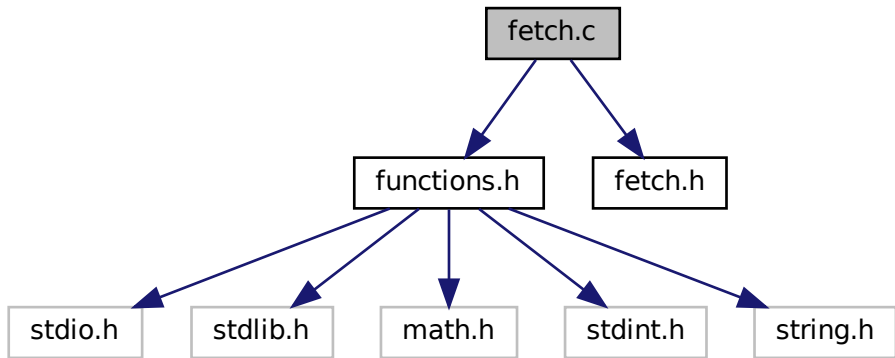 fetch.c
functions.h
fetch.h
stdio.h
stdlib.h
math.h
stdint.h
string.h